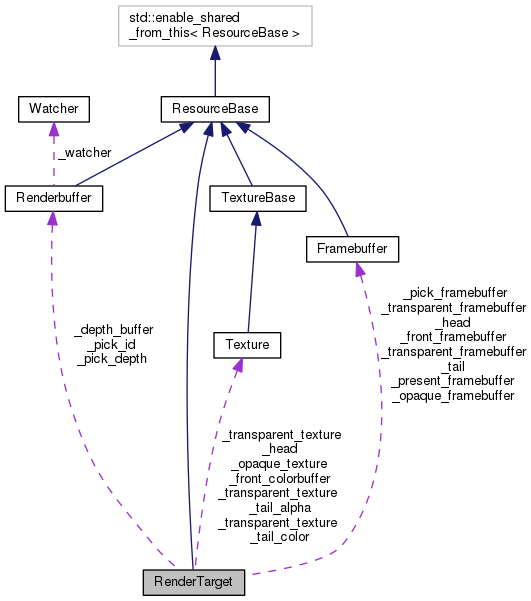 std::enable_shared
_from_this< ResourceBase >
Watcher
ResourceBase
_watcher
Renderbuffer
TextureBase
Framebuffer
_pick_framebuffer
_transparent_framebuffer
_head
_front_framebuffer
_transparent_framebuffer
_tail
_present_framebuffer
_opaque_framebuffer
_depth_buffer
_pick_id
_pick_depth
Texture
_transparent_texture
_head
_opaque_texture
_front_colorbuffer
_transparent_texture
_tail_alpha
_transparent_texture
_tail_color
RenderTarget